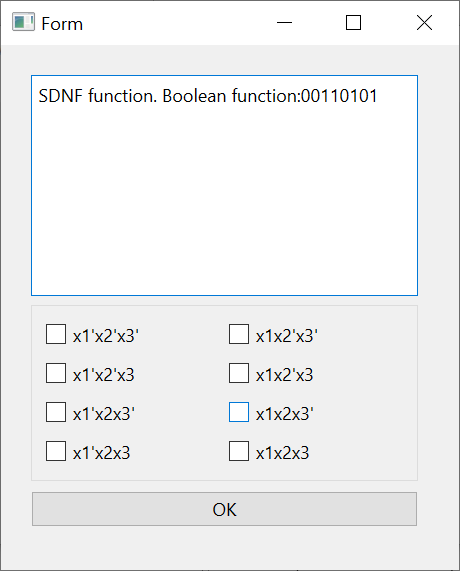 Form
SDNF function. Boolean function:00110101
x1'x2'x3'
x1x2'x3'
x1'x2'x3
x1x2'x3
x1'x2x3'
x1x2x3'
x1'x2x3
x1x2x3
OK